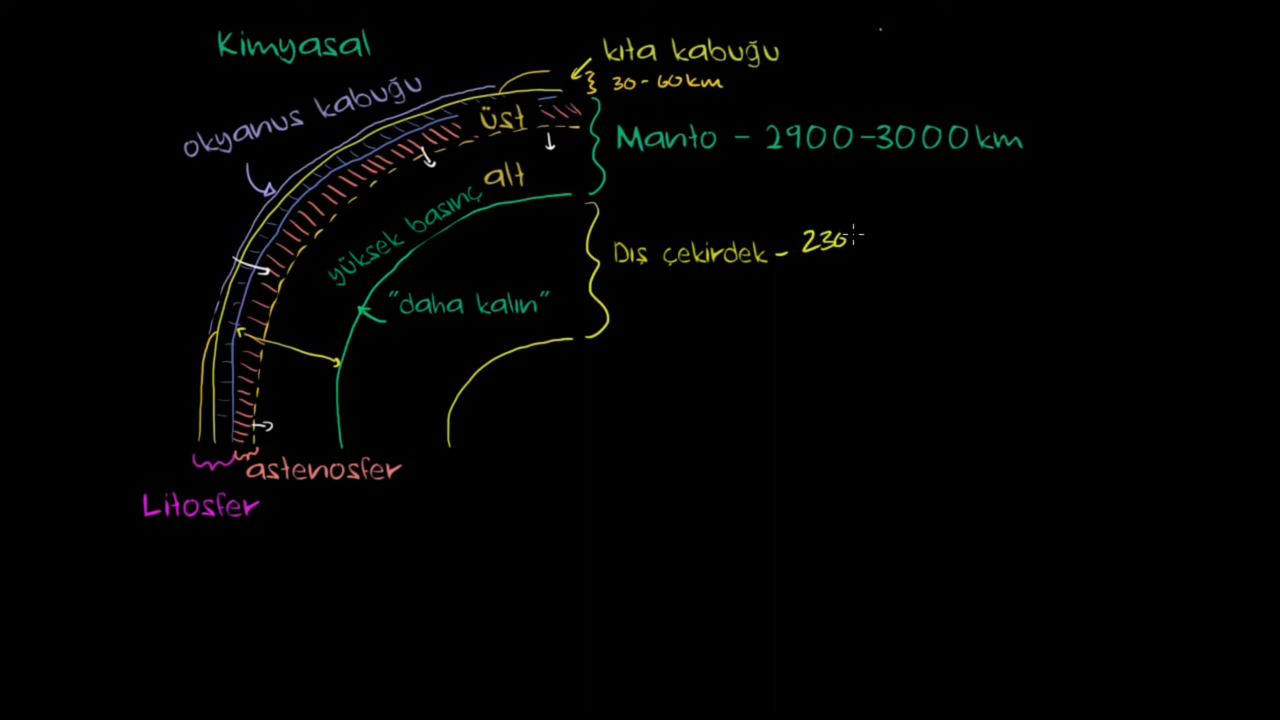 Kimyasal
kıta kabuğu
30-60km
okyanus kabuğu
üst
Manto - 2900-3000km
alt
yüksek basınç
Dış çekirdek - 230
"daha kalın"
astenosfer
Litosfer